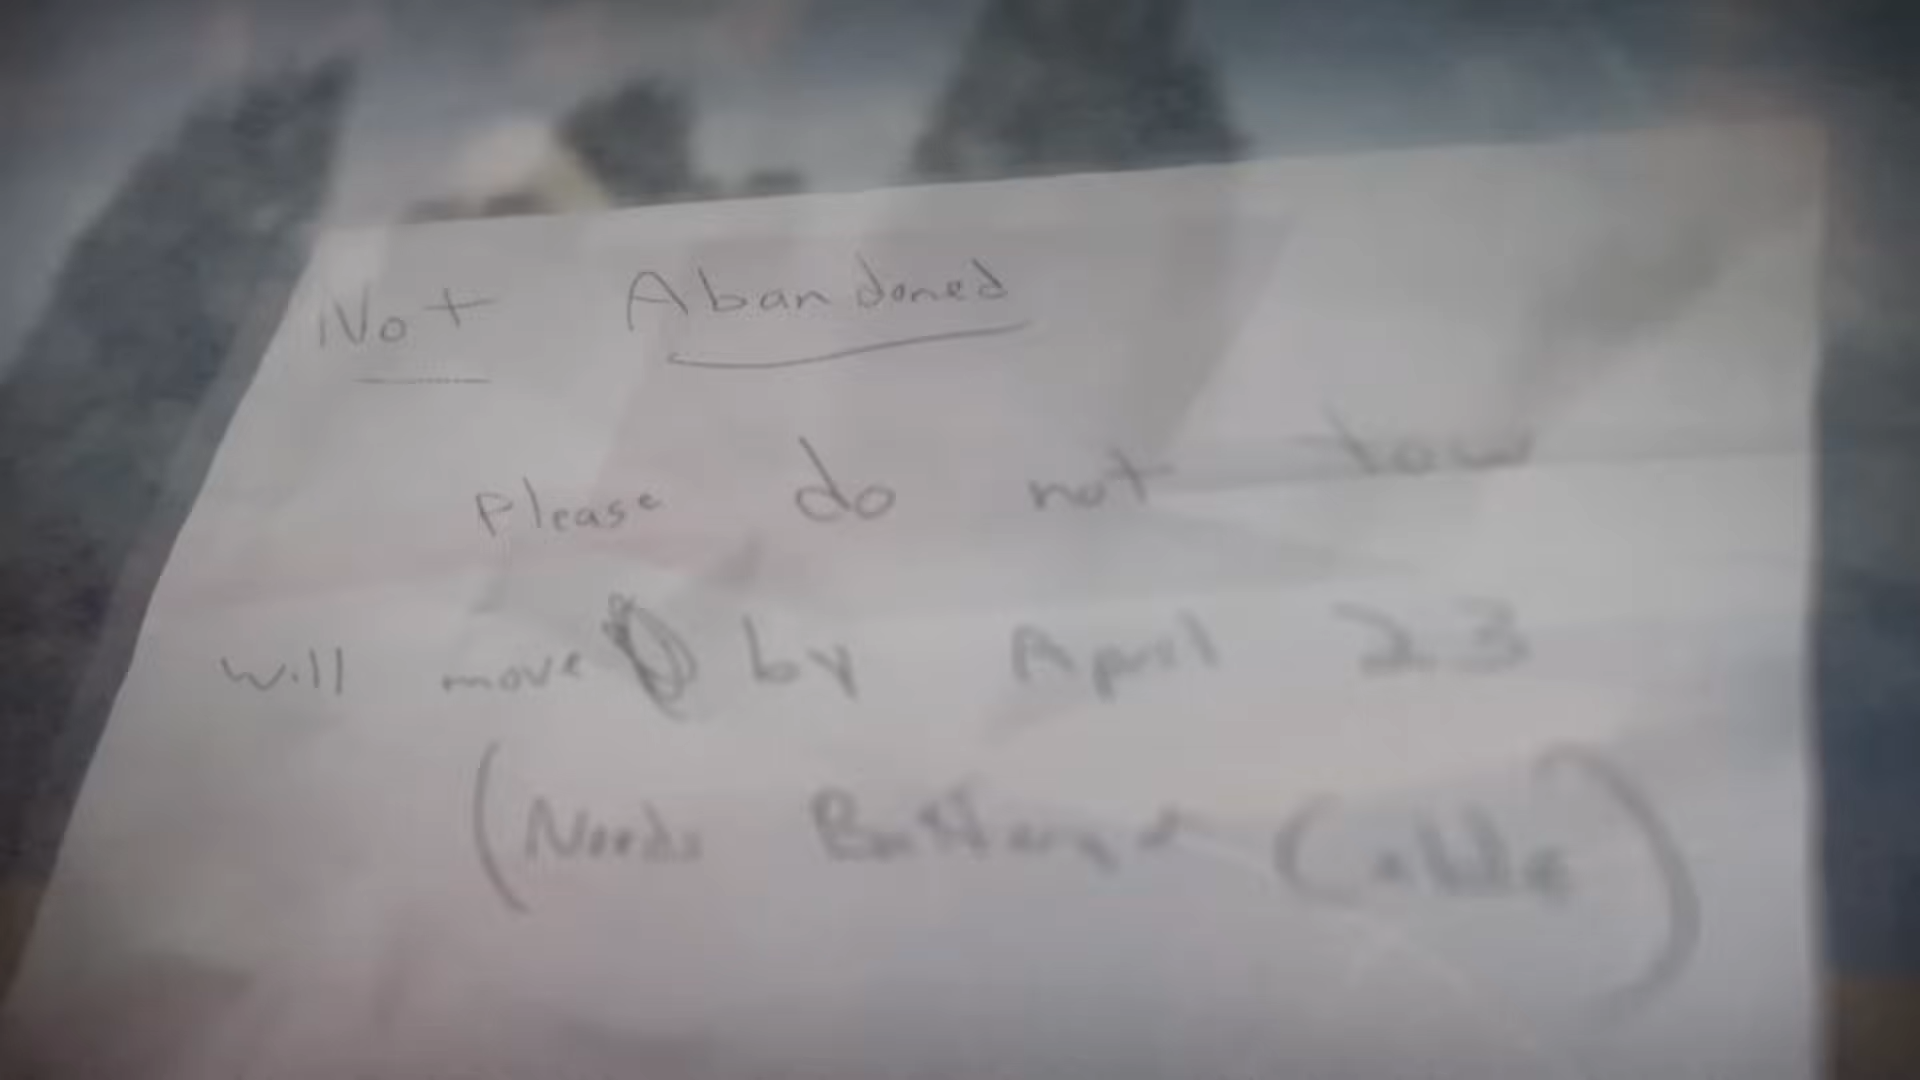 Not Abandoned
Please do not tow
will move by April 23
(Needs Battery Cable)